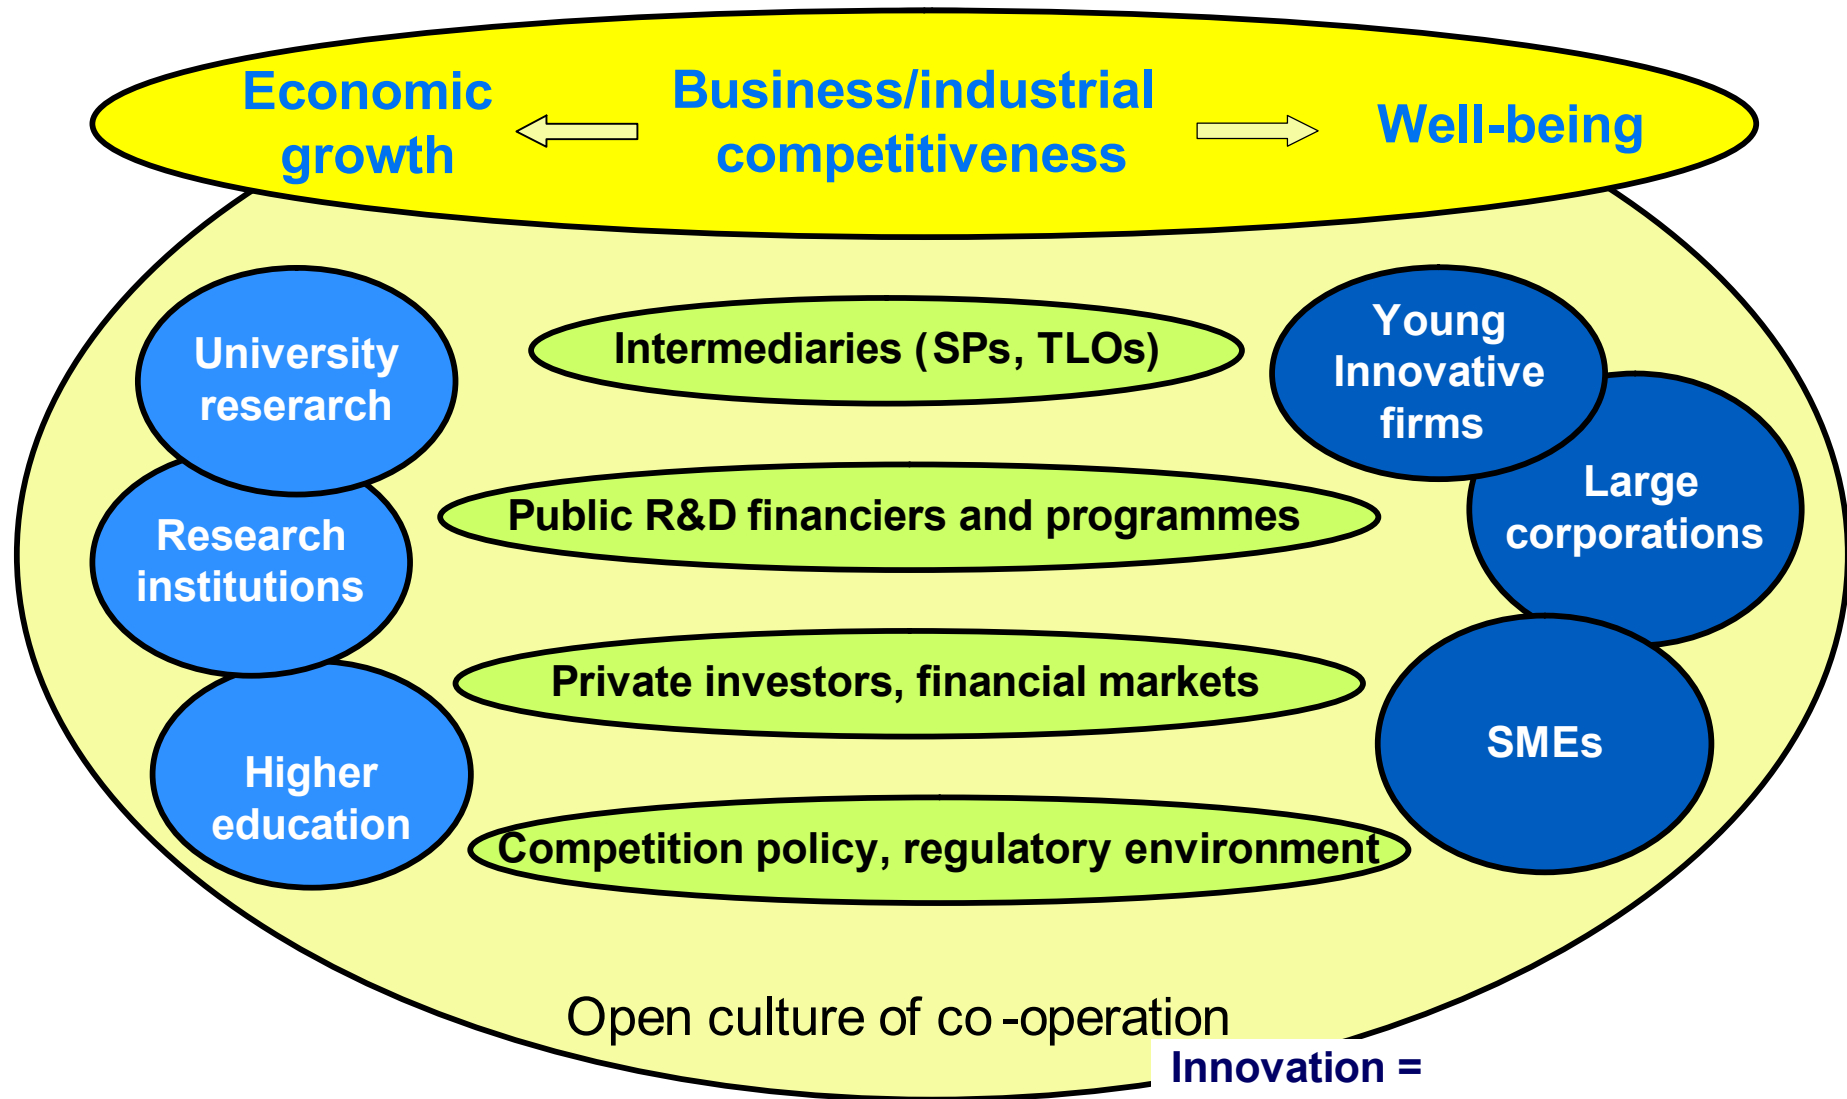 Economic
growth
Business/industrial
competitiveness
Well-being
University
reserarch
Research
institutions
Higher
education
Intermediaries (SPs, TLOs)
Public R&D financiers and programmes
Private investors, financial markets
Competition policy, regulatory environment
Young
Innovative
firms
Large
corporations
SMEs
Open culture of co-operation
Innovation =